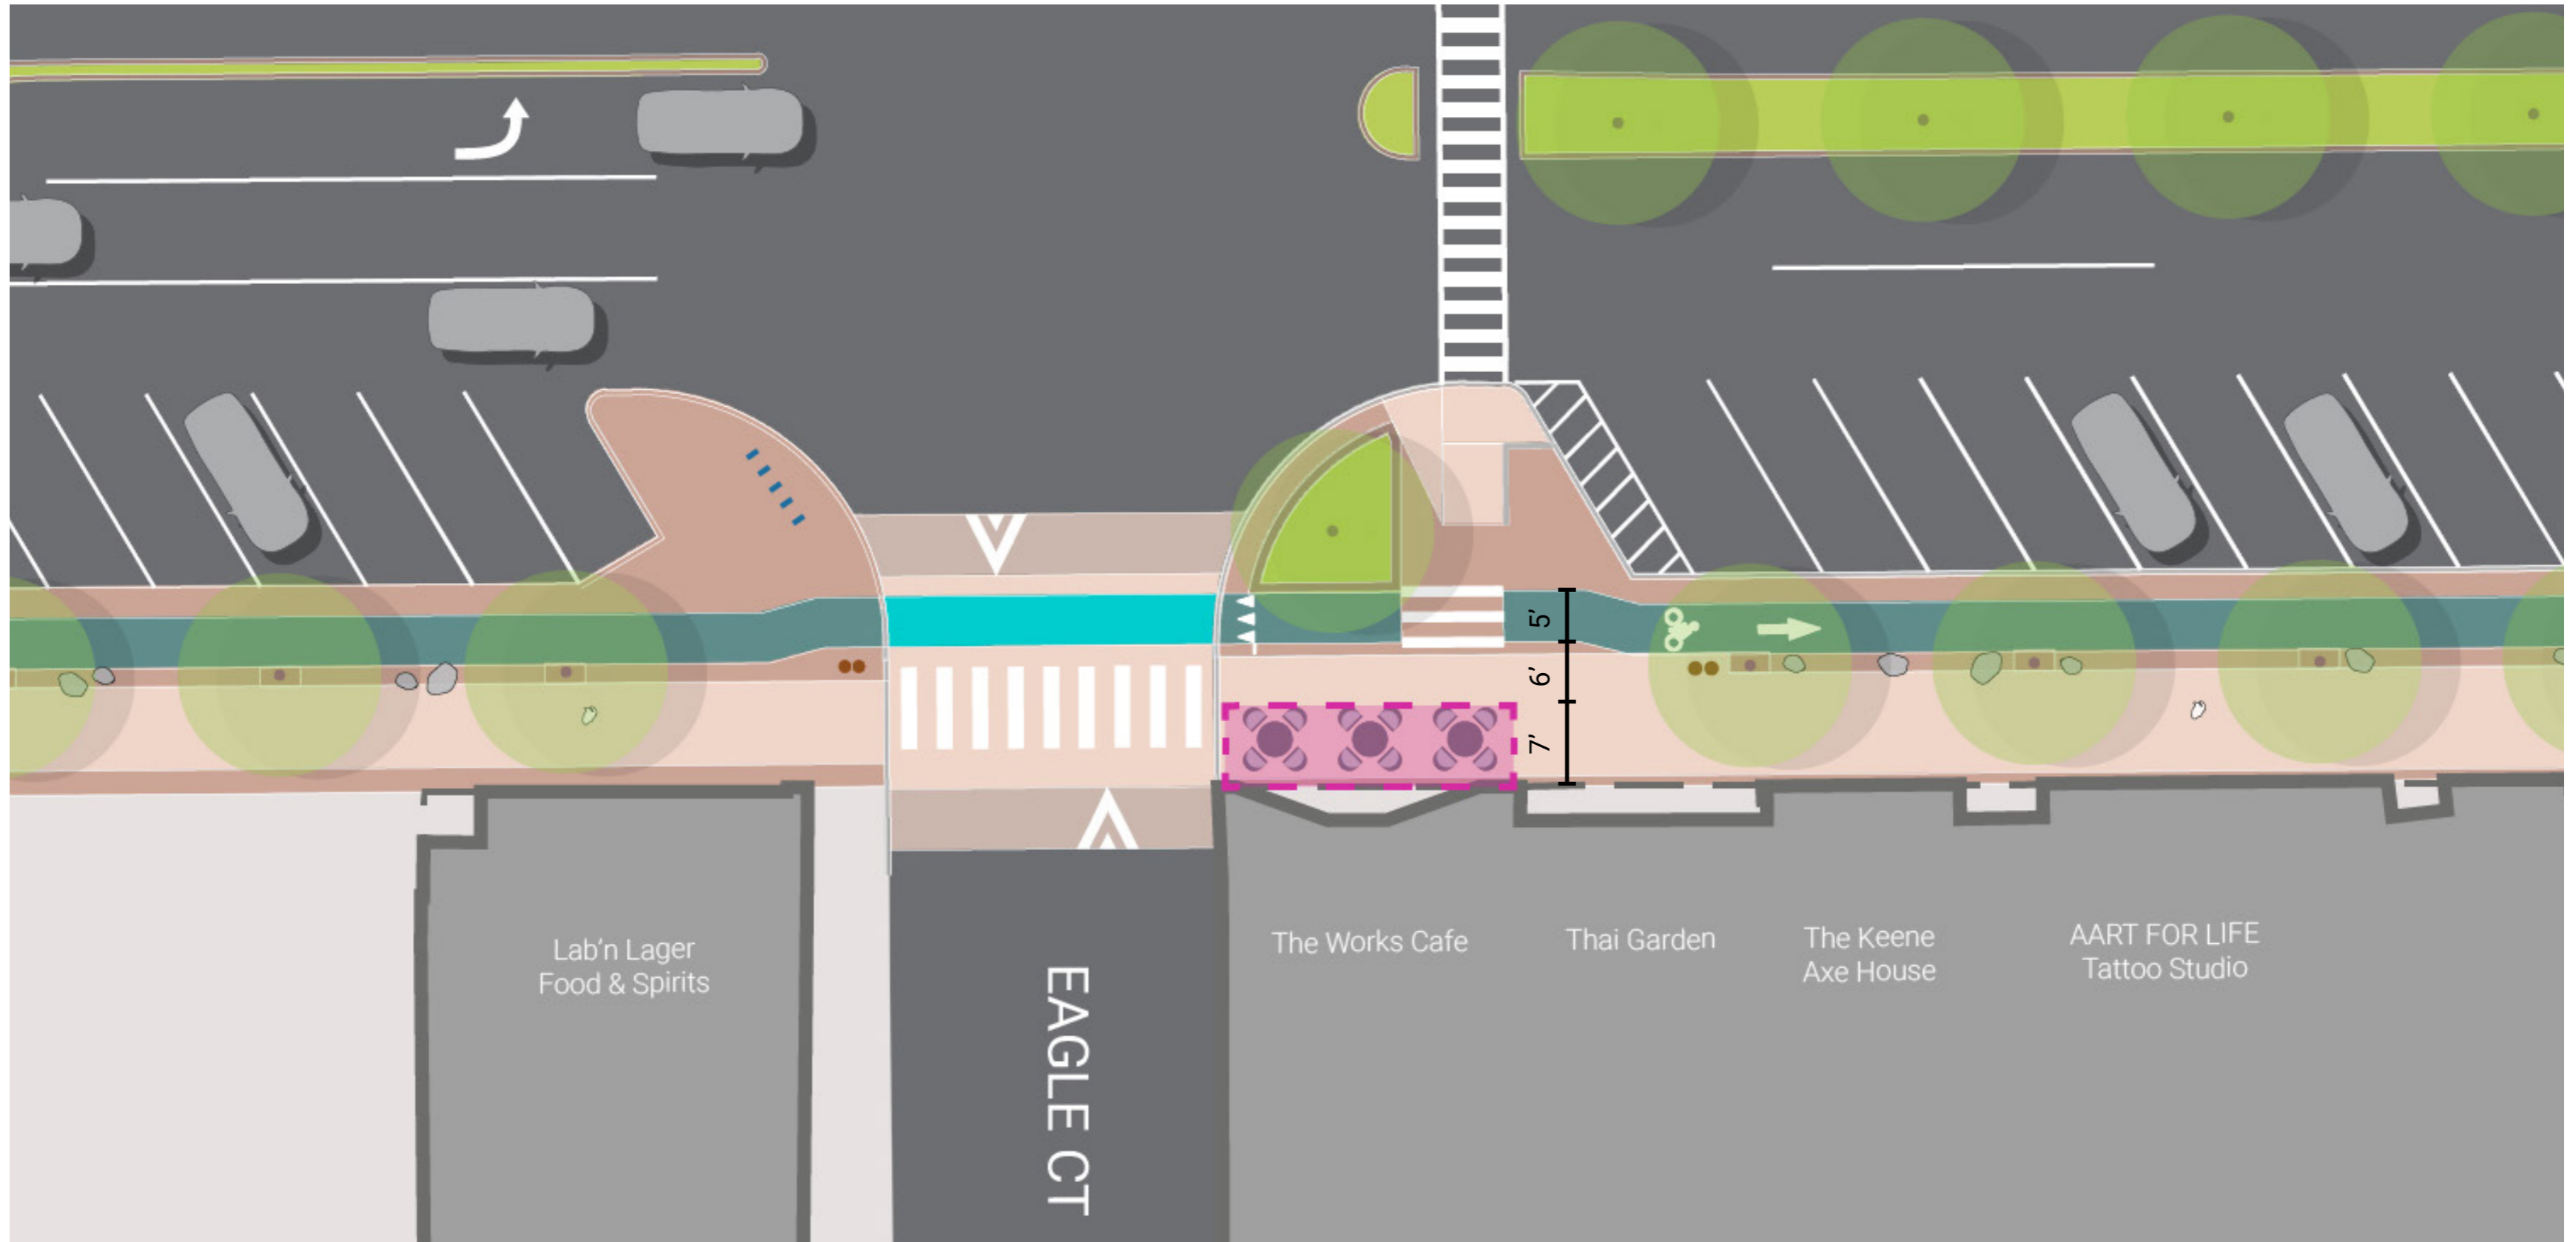 5’
6’
7’
Lab’n Lager
Food & Spirits
The Works Cafe
Thai Garden
The Keene
Axe House
AART FOR LIFE
Tattoo Studio
EAGLE CT